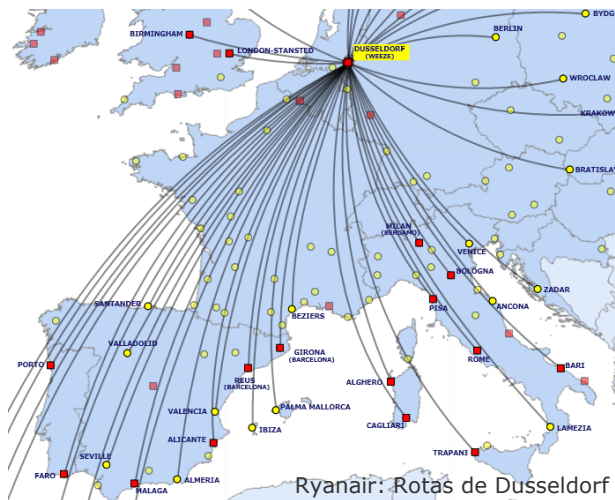 BYDG
BIRMINGHAM
BERLIN
LONDON-STANSTED
DUSSELDORF
(WEEZE)
WROCLAW
KRAKOW
BRATISLAV
MILAN
(BERGAMO)
VENICE
BOLOGNA
ZADAR
SANTANDER
PISA
ANCONA
BEZIERS
VALLADOLID
GIRONA
(BARCELONA)
ROME
PORTO
BARI
REUS
(BARCELONA)
ALGHERO
VALENCIA
PALMA MALLORCA
CAGLIARI
IBIZA
LAMEZIA
ALICANTE
TRAPANI
SEVILLE
FARO
ALMERIA
MALAGA
Ryanair: Rotas de Dusseldorf